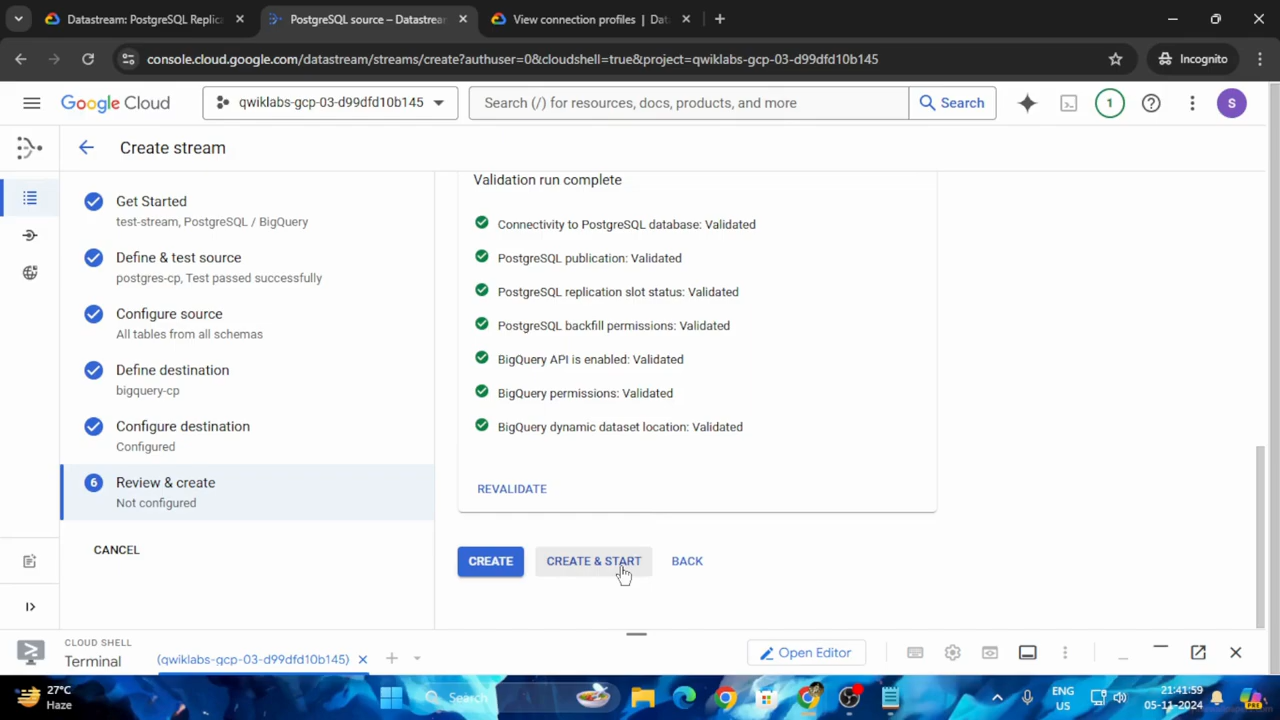 Datastream: PostgreSQL Replic
PostgreSQL source – Datastream
View connection profiles | Dat
console.cloud.google.com/datastream/streams/create?authuser=0&cloudshell=true&project=qwiklabs-gcp-03-d99dfd10b145
Incognito
Google Cloud
qwiklabs-gcp-03-d99dfd10b145
Search (/) for resources, docs, products, and more
Search
1
S
Create stream
Get Started
test-stream, PostgreSQL / BigQuery
Define & test source
postgres-cp, Test passed successfully
Configure source
All tables from all schemas
Define destination
bigquery-cp
Configure destination
Configured
6
Review & create
Not configured
CANCEL
Validation run complete
Connectivity to PostgreSQL database: Validated
PostgreSQL publication: Validated
PostgreSQL replication slot status: Validated
PostgreSQL backfill permissions: Validated
BigQuery API is enabled: Validated
BigQuery permissions: Validated
BigQuery dynamic dataset location: Validated
REVALIDATE
CREATE
CREATE & START
BACK
CLOUD SHELL
Terminal
(qwiklabs-gcp-03-d99dfd10b145)
Open Editor
27°C
Haze
Search
ENG
US
21:41:59
05-11-2024
PRE